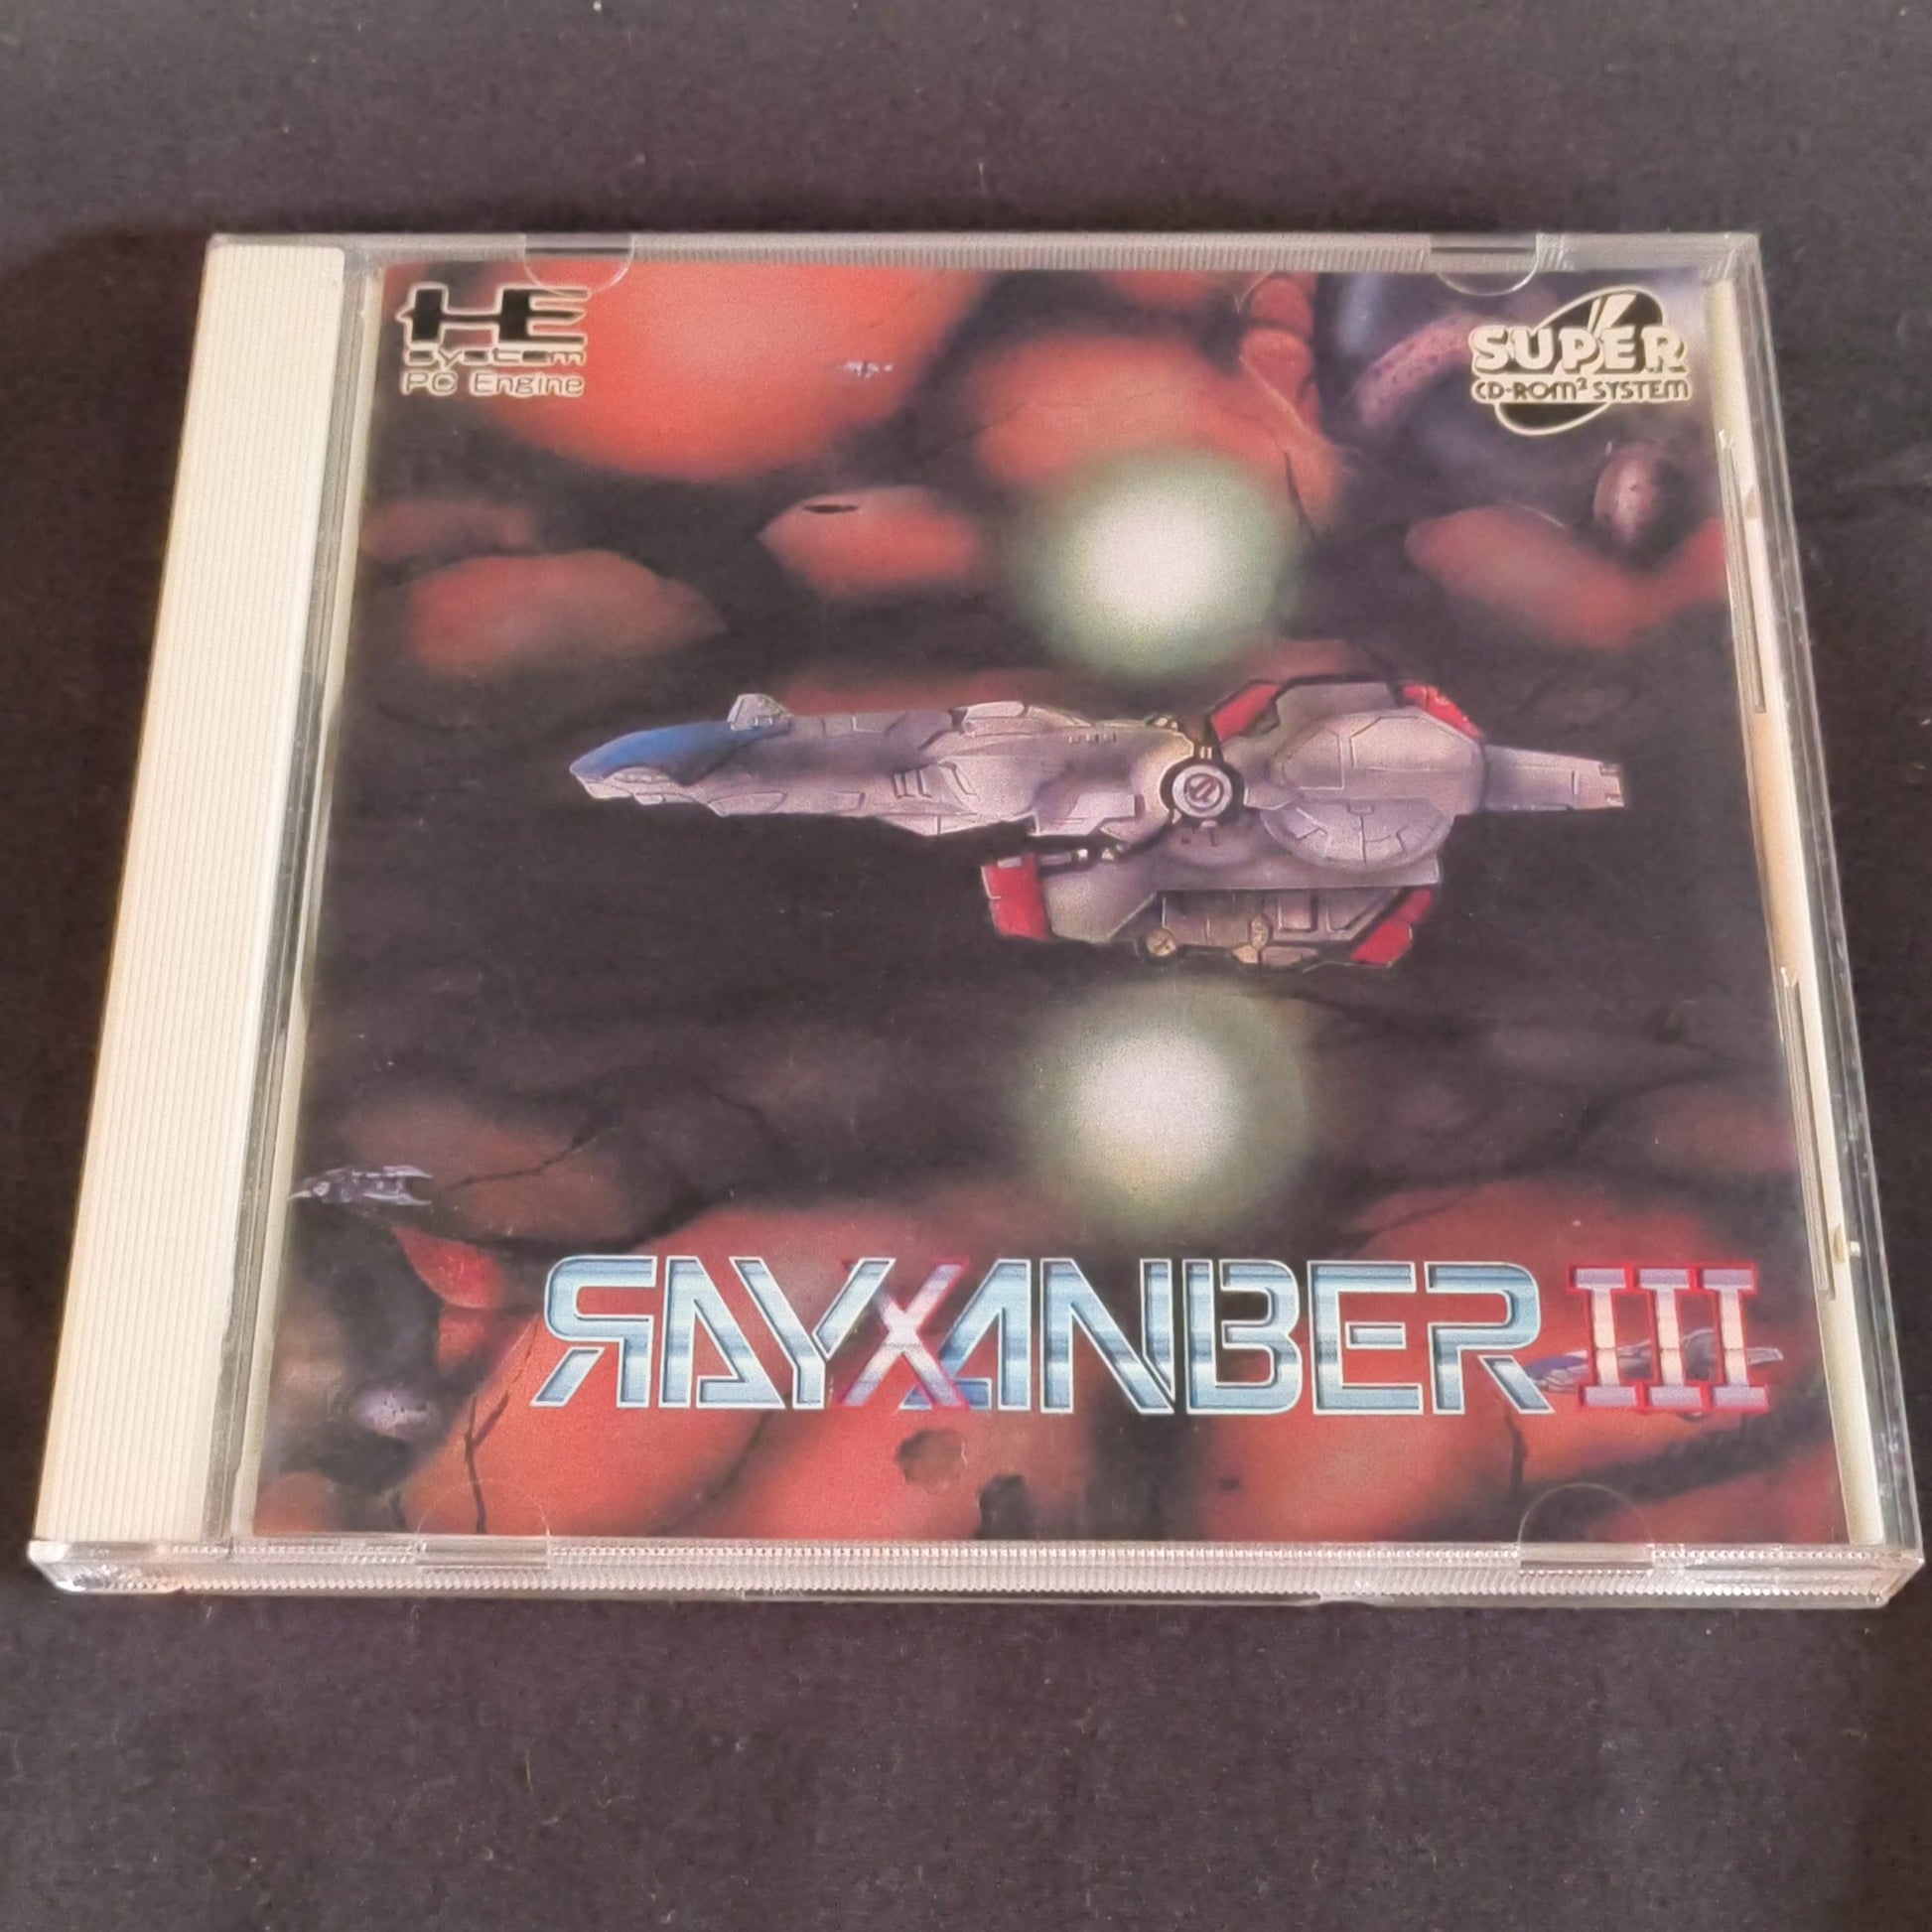 HE
system
PC Engine
SUPER
CD-ROM² SYSTEM
RAYXANBER III